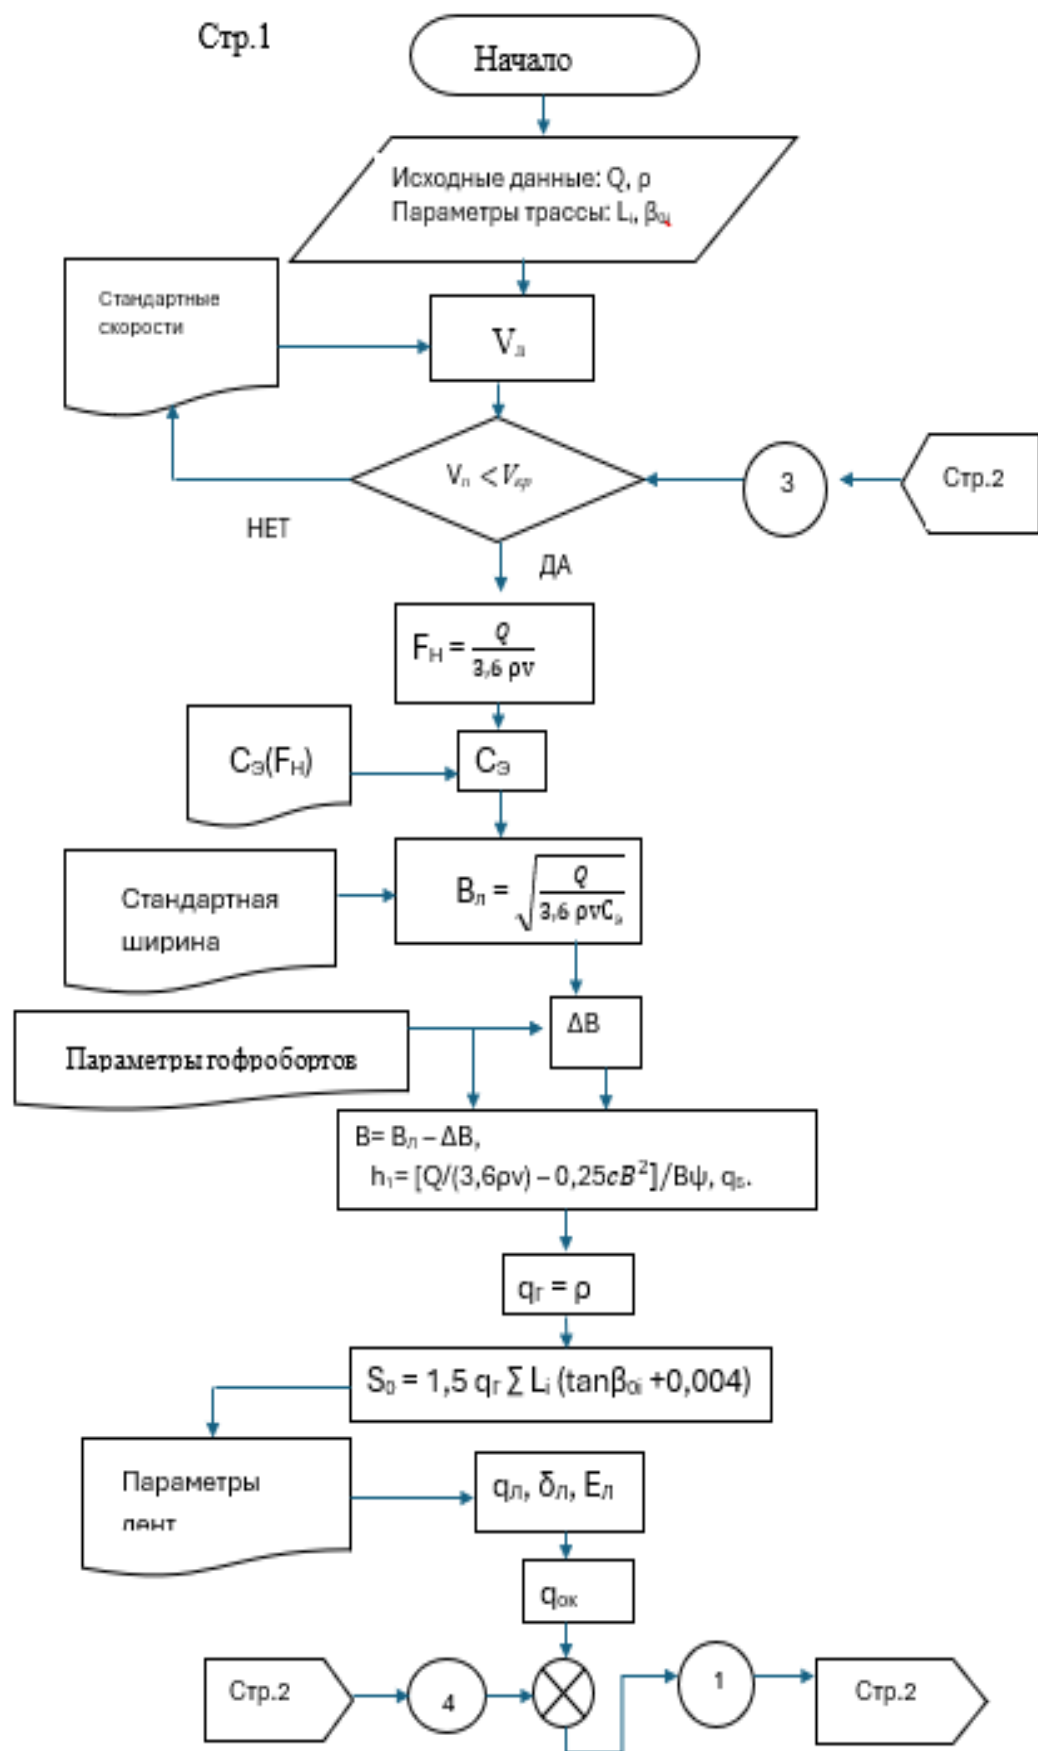 Стр.1
Начало
Исходные данные: Q, ρ
Параметры трассы: Lᵢ, β₀ᵢ
Стандартные
скорости
Vл
Vп < Vкр
3
Стр.2
НЕТ
ДА
Fн = Q / 3,6 ρv
Cэ(Fн)
Cэ
Стандартная
ширина
Bл = √(Q / 3,6 ρvCэ)
Параметры гофробортов
ΔB
B= Bл – ΔB,
h₁= [Q/(3,6ρv) – 0,25cB²]/Bψ, qБ.
qг = ρ
S₀ = 1,5 qг ∑ Lᵢ (tanβ₀ᵢ +0,004)
Параметры
лент
qл, δл, Eл
qок
Стр.2
4
1
Стр.2